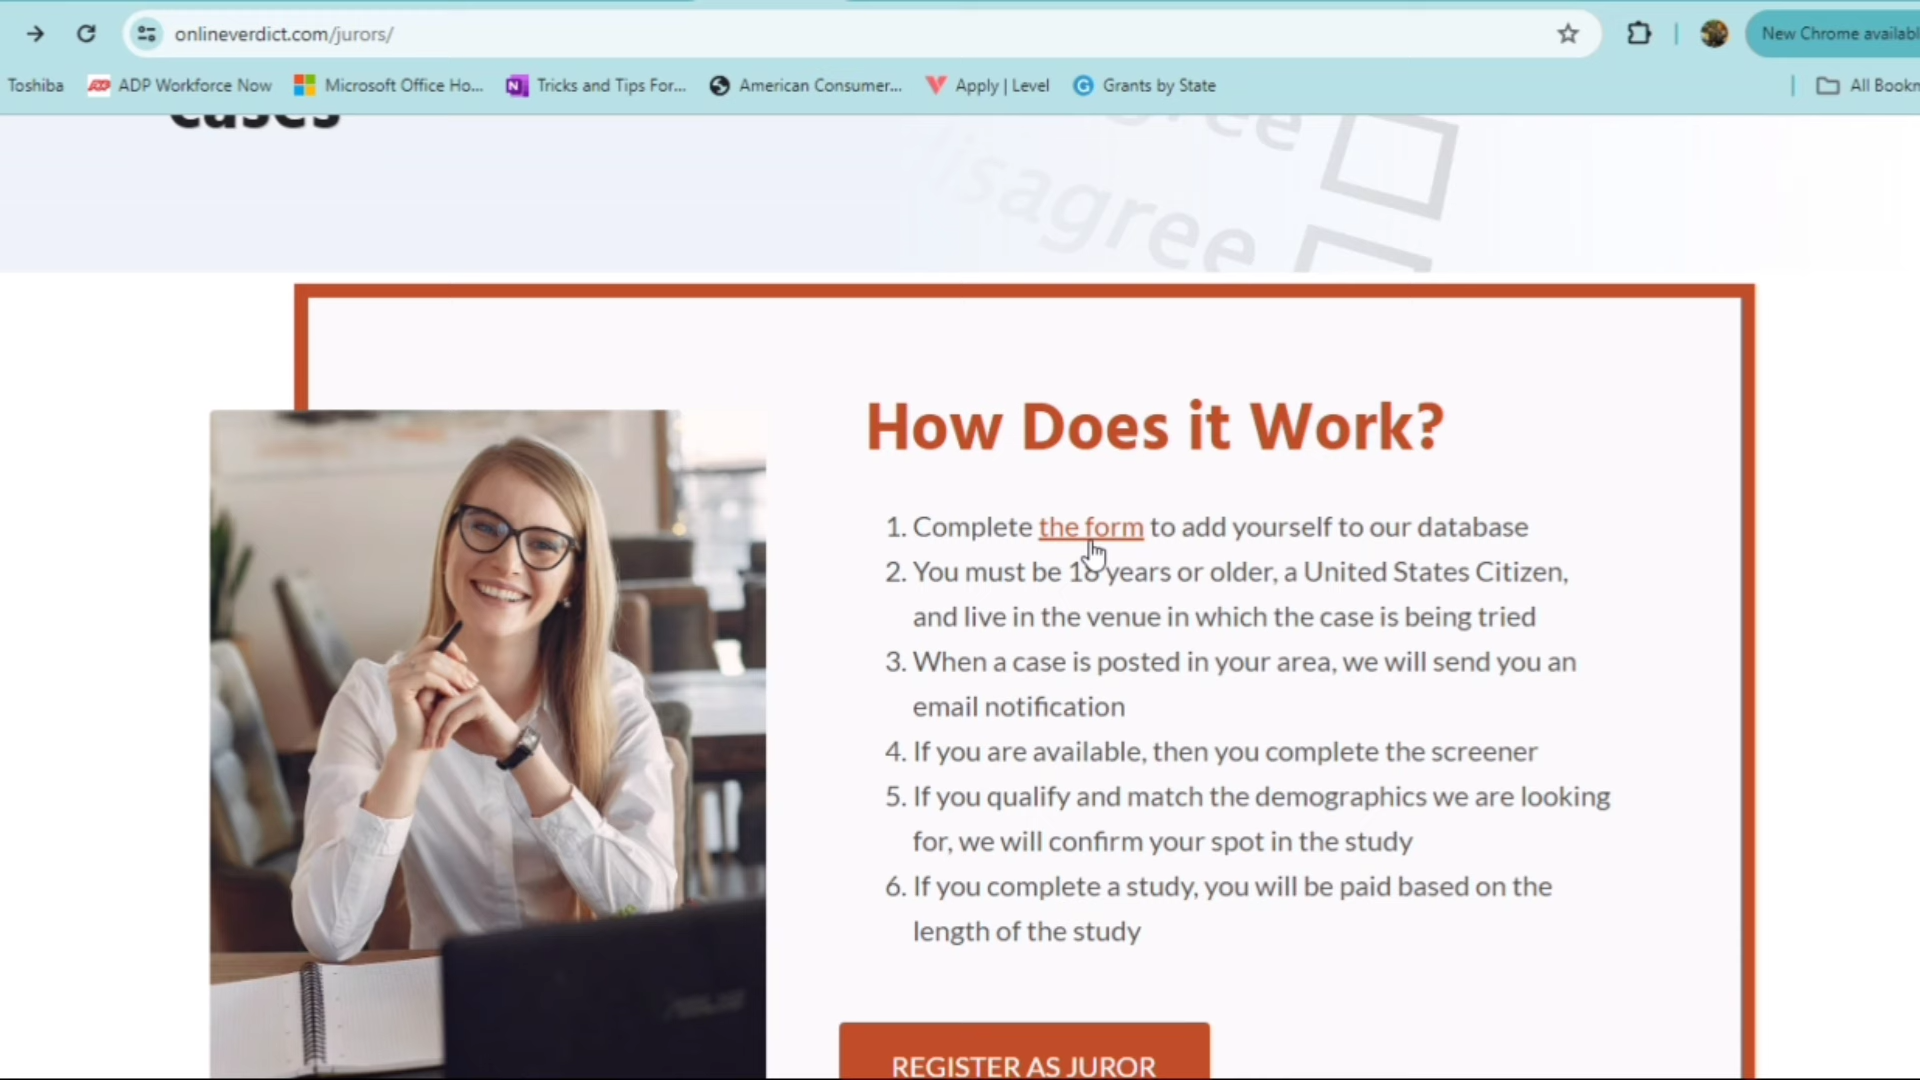 onlineverdict.com/jurors/
New Chrome availabl
Toshiba
ADP Workforce Now
Microsoft Office Ho...
Tricks and Tips For...
American Consumer...
Apply | Level
Grants by State
All Bookm
cases
gree
isagree
How Does it Work?
1. Complete the form to add yourself to our database
2. You must be 18 years or older, a United States Citizen,
and live in the venue in which the case is being tried
3. When a case is posted in your area, we will send you an
email notification
4. If you are available, then you complete the screener
5. If you qualify and match the demographics we are looking
for, we will confirm your spot in the study
6. If you complete a study, you will be paid based on the
length of the study
REGISTER AS JUROR